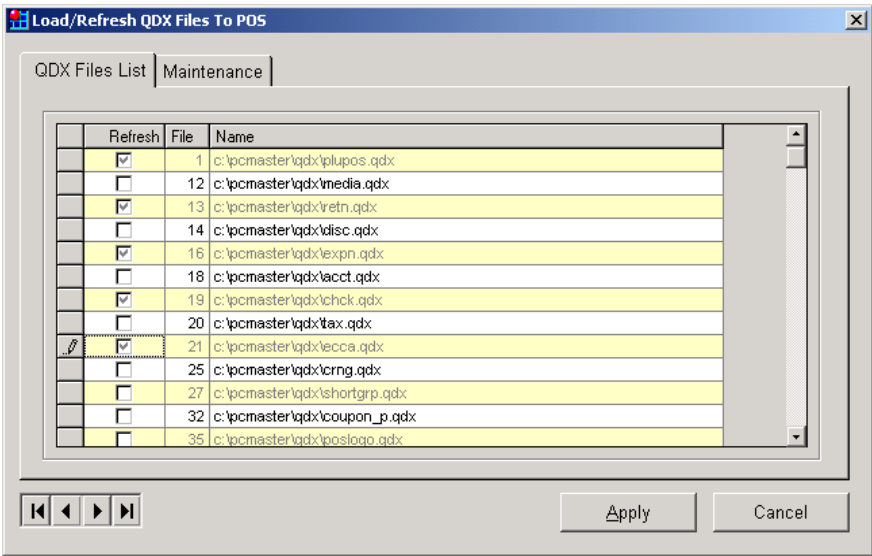 Load/Refresh QDX Files To POS
QDX Files List Maintenance
Refresh File Name
1 c:\pcmaster\qdx\plupos.qdx
12 c:\pcmaster\qdx\media.qdx
13 c:\pcmaster\qdx\retn.qdx
14 c:\pcmaster\qdx\disc.qdx
16 c:\pcmaster\qdx\expn.qdx
18 c:\pcmaster\qdx\acct.qdx
19 c:\pcmaster\qdx\chck.qdx
20 c:\pcmaster\qdx\tax.qdx
21 c:\pcmaster\qdx\ecca.qdx
25 c:\pcmaster\qdx\crng.qdx
27 c:\pcmaster\qdx\shortgrp.qdx
32 c:\pcmaster\qdx\coupon_p.qdx
35 c:\pcmaster\qdx\poslogo.qdx
Apply Cancel